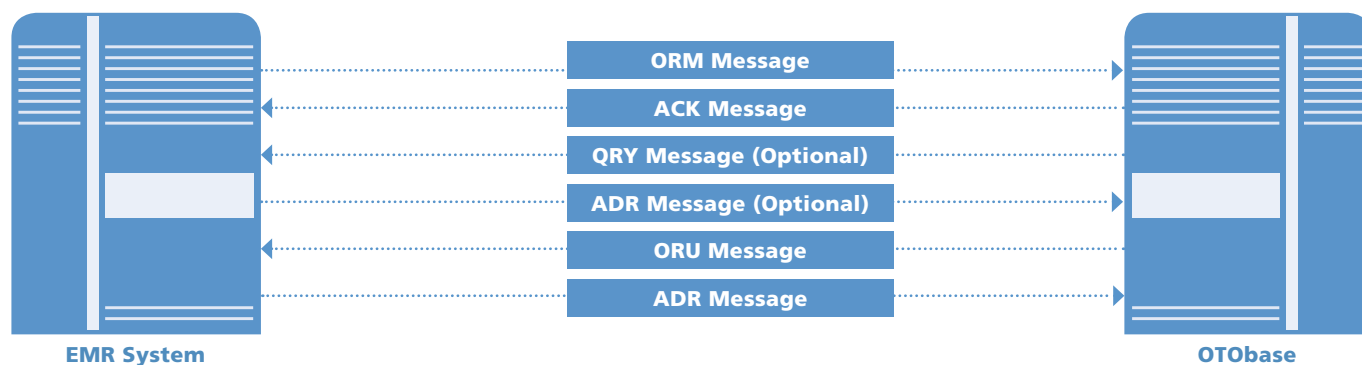 ORM Message
ACK Message
QRY Message (Optional)
ADR Message (Optional)
ORU Message
ADR Message
EMR System
OTObase